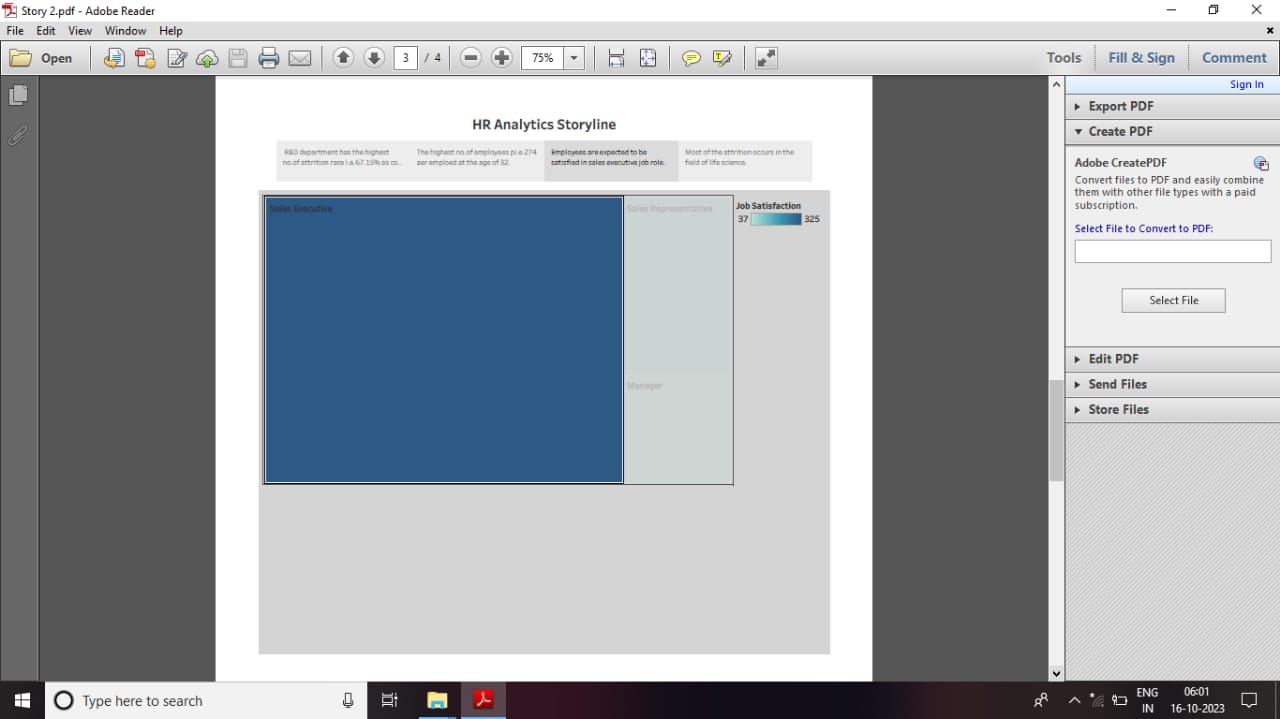 Story 2.pdf - Adobe Reader
File Edit View Window Help
Open
3 / 4
75%
Tools
Fill & Sign
Comment
Sign In
Export PDF
Create PDF
Adobe CreatePDF
Convert files to PDF and easily combine
them with other file types with a paid
subscription.
Select File to Convert to PDF:
Select File
Edit PDF
Send Files
Store Files
HR Analytics Storyline
R&D department has the highest
no.of attrition race i.e.67.15% as co..
The highest no.of employees pi.e.274
aer emploed at the age of 32.
Employees are expected to be
satisfied in sales executive job role.
Most of the attrition occurs in the
field of life science.
Sales Executive
Sales Representative
Manager
Job Satisfaction
37 325
Type here to search
ENG
IN
06:01
16-10-2023